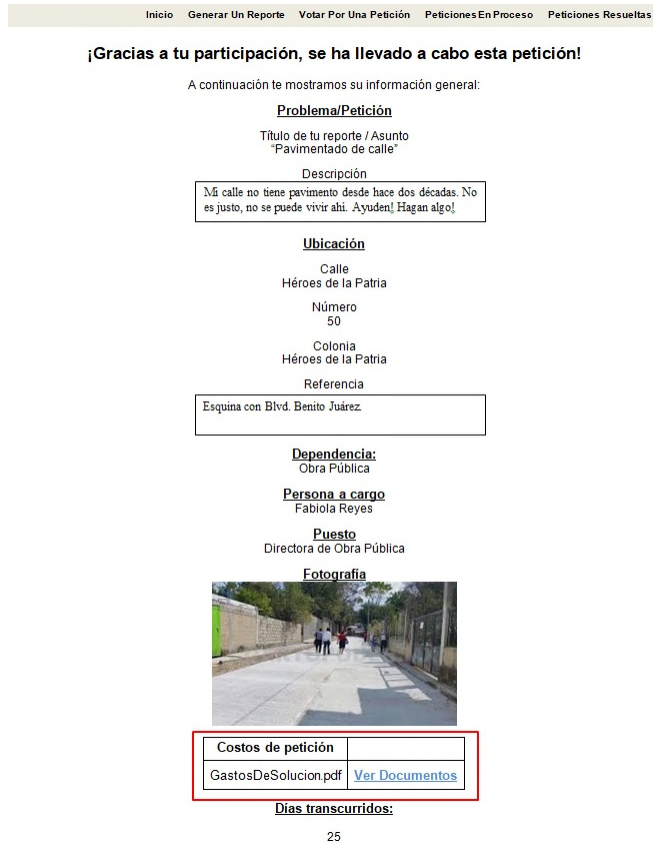 Inicio Generar Un Reporte Votar Por Una Petición Peticiones En Proceso Peticiones Resueltas
¡Gracias a tu participación, se ha llevado a cabo esta petición!
A continuación te mostramos su información general:
Problema/Petición
Título de tu reporte / Asunto
“Pavimentado de calle”
Descripción
Mi calle no tiene pavimento desde hace dos décadas. No
es justo, no se puede vivir ahí. Ayuden! Hagan algo!
Ubicación
Calle
Héroes de la Patria
Número
50
Colonia
Héroes de la Patria
Referencia
Esquina con Blvd. Benito Juárez.
Dependencia:
Obra Pública
Persona a cargo
Fabiola Reyes
Puesto
Directora de Obra Pública
Fotografía
Costos de petición
GastosDeSolucion.pdf Ver Documentos
Días transcurridos:
25